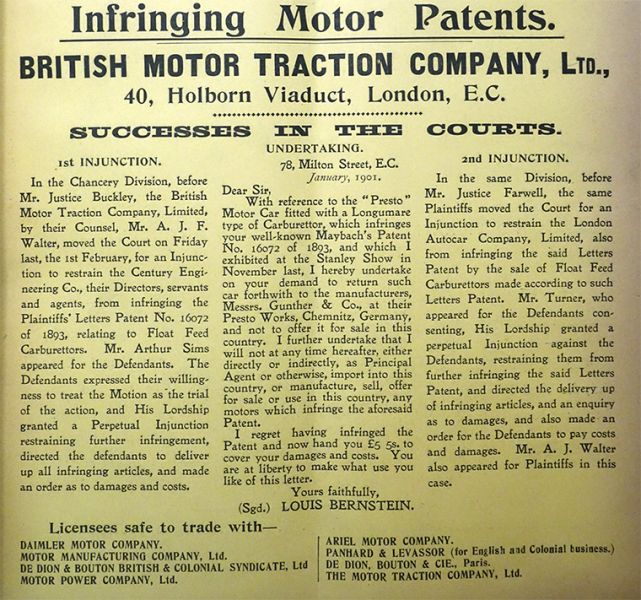 Infringing Motor Patents.
BRITISH MOTOR TRACTION COMPANY, LTD.,
40, Holborn Viaduct, London, E.C.
SUCCESSES IN THE COURTS.
1ST INJUNCTION.
In the Chancery Division, before
Mr. Justice Buckley, the British
Motor Traction Company, Limited,
by their Counsel, Mr. A. J. F.
Walter, moved the Court on Friday
last, the 1st February, for an Injunc-
tion to restrain the Century Engi-
neering Co., their Directors, servants
and agents, from infringing the
Plaintiffs' Letters Patent No. 16072
of 1893, relating to Float Feed
Carburettors. Mr. Arthur Sims
appeared for the Defendants. The
Defendants expressed their willing-
ness to treat the Motion as the trial
of the action, and His Lordship
granted a Perpetual Injunction
restraining further infringement,
directed the defendants to deliver
up all infringing articles, and made
an order as to damages and costs.
UNDERTAKING.
78, Milton Street, E.C.
January, 1901.
Dear Sir,
With reference to the "Presto"
Motor Car fitted with a Longumare
type of Carburettor, which infringes
your well-known Maybach's Patent
No. 16072 of 1893, and which I
exhibited at the Stanley Show in
November last, I hereby undertake
on your demand to return such
car forthwith to the manufacturers,
Messrs. Gunther & Co., at their
Presto Works, Chemnitz, Germany,
and not to offer it for sale in this
country. I further undertake that I
will not at any time hereafter, either
directly or indirectly, as Principal
Agent or otherwise, import into this
country, or manufacture, sell, offer
for sale or use in this country, any
motors which infringe the aforesaid
Patent.
I regret having infringed the
Patent and now hand you £5 5s. to
cover your damages and costs. You
are at liberty to make what use you
like of this letter.
Yours faithfully,
(Sgd.) LOUIS BERNSTEIN.
2ND INJUNCTION.
In the same Division, before
Mr. Justice Farwell, the same
Plaintiffs moved the Court for an
Injunction to restrain the London
Autocar Company, Limited, also
from infringing the said Letters
Patent by the sale of Float Feed
Carburettors made according to such
Letters Patent. Mr. Turner, who
appeared for the Defendants con-
senting, His Lordship granted a
perpetual Injunction against the
Defendants, restraining them from
further infringing the said Letters
Patent, and directed the delivery up
of infringing articles, and an enquiry
as to damages, and also made an
order for the Defendants to pay costs
and damages. Mr. A. J. Walter
also appeared for Plaintiffs in this
case.
Licensees safe to trade with—
DAIMLER MOTOR COMPANY.
MOTOR MANUFACTURING COMPANY, Ltd.
DE DION & BOUTON BRITISH & COLONIAL SYNDICATE, Ltd
MOTOR POWER COMPANY, Ltd.
ARIEL MOTOR COMPANY.
PANHARD & LEVASSOR (for English and Colonial business.)
DE DION, BOUTON & CIE., Paris.
THE MOTOR TRACTION COMPANY, Ltd.